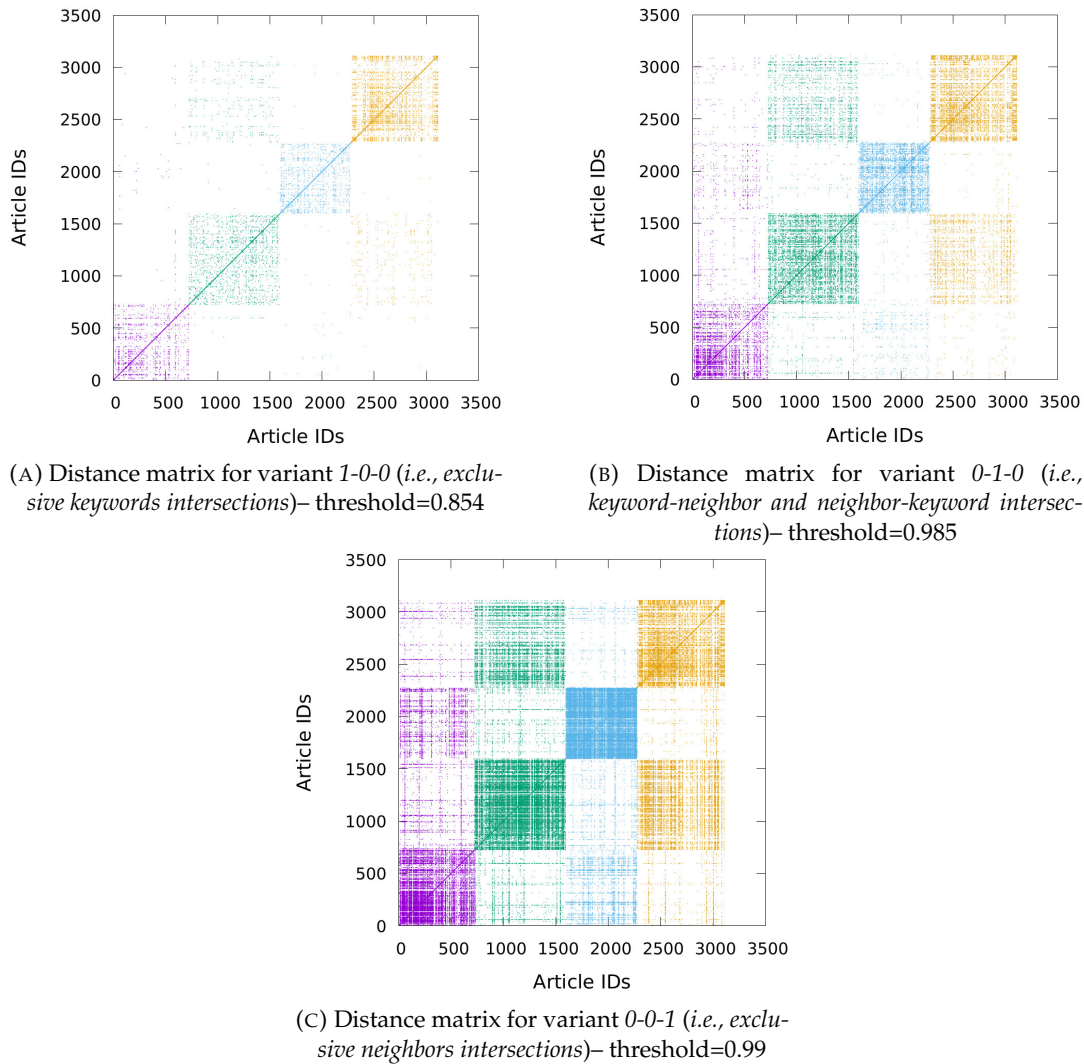 3500
3000
2500
2000
1500
1000
500
0
Article IDs
0 500 1000 1500 2000 2500 3000 3500
Article IDs
(A) Distance matrix for variant 1-0-0 (i.e., exclu-
sive keywords intersections)– threshold=0.854
3500
3000
2500
2000
1500
1000
500
0
Article IDs
0 500 1000 1500 2000 2500 3000 3500
Article IDs
(B) Distance matrix for variant 0-1-0 (i.e.,
keyword-neighbor and neighbor-keyword intersec-
tions)– threshold=0.985
3500
3000
2500
2000
1500
1000
500
0
Article IDs
0 500 1000 1500 2000 2500 3000 3500
Article IDs
(C) Distance matrix for variant 0-0-1 (i.e., exclu-
sive neighbors intersections)– threshold=0.99